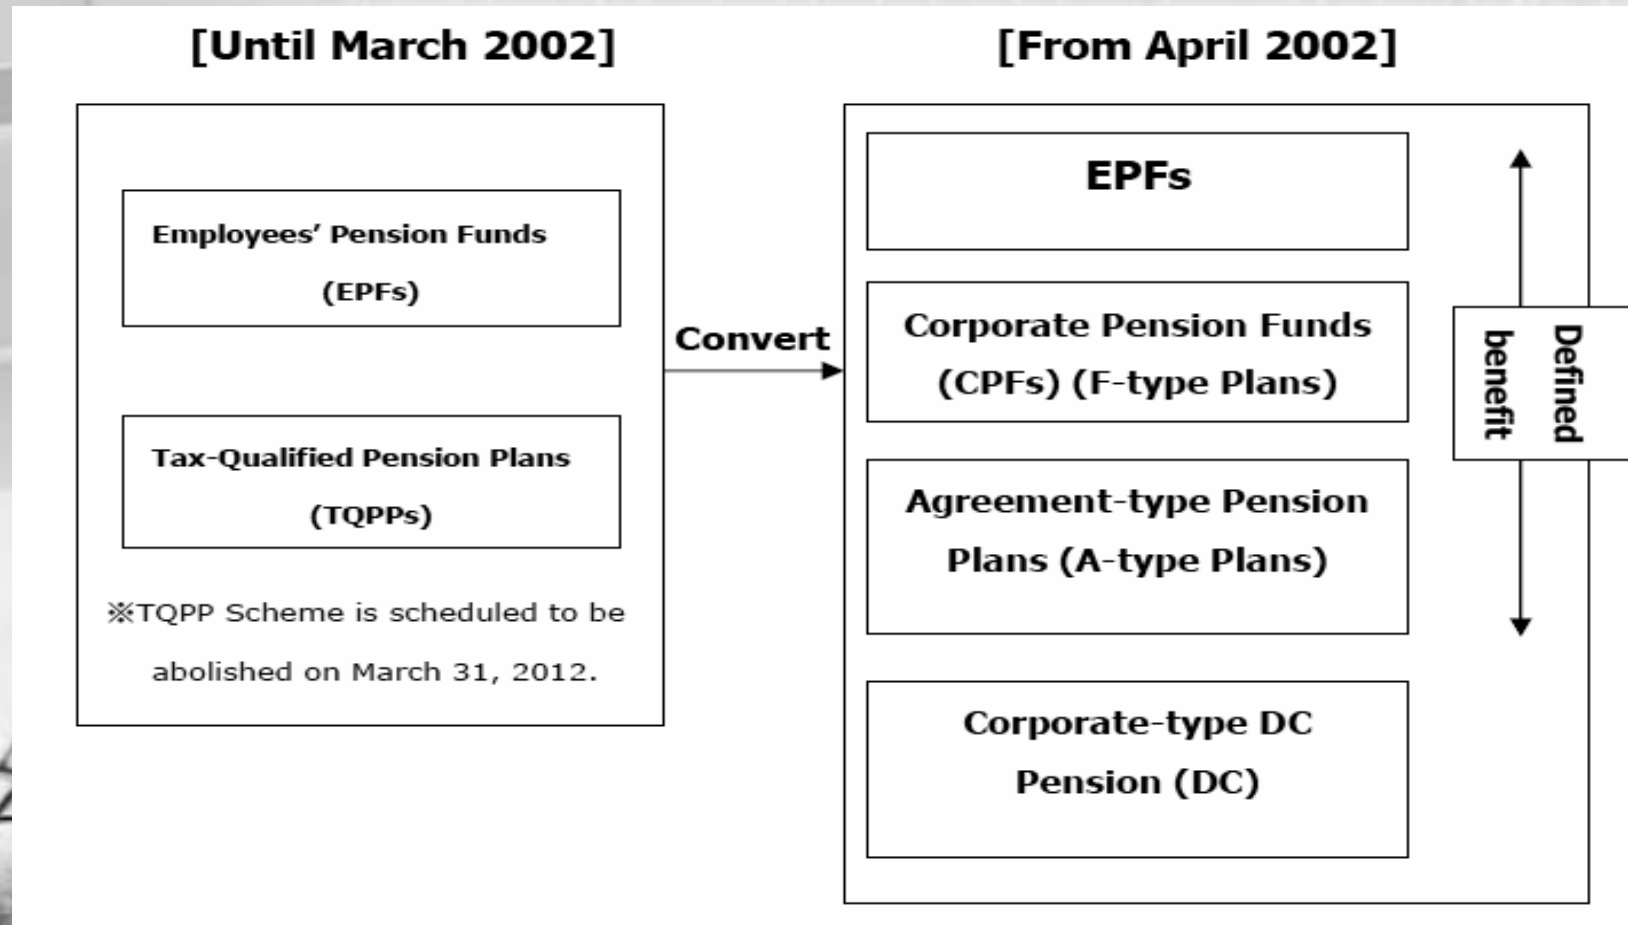 [Until March 2002]
Employees’ Pension Funds
(EPFs)
Tax-Qualified Pension Plans
(TQPPs)
※TQPP Scheme is scheduled to be
abolished on March 31, 2012.
Convert
[From April 2002]
EPFs
Corporate Pension Funds
(CPFs) (F-type Plans)
Agreement-type Pension
Plans (A-type Plans)
Corporate-type DC
Pension (DC)
Defined
benefit